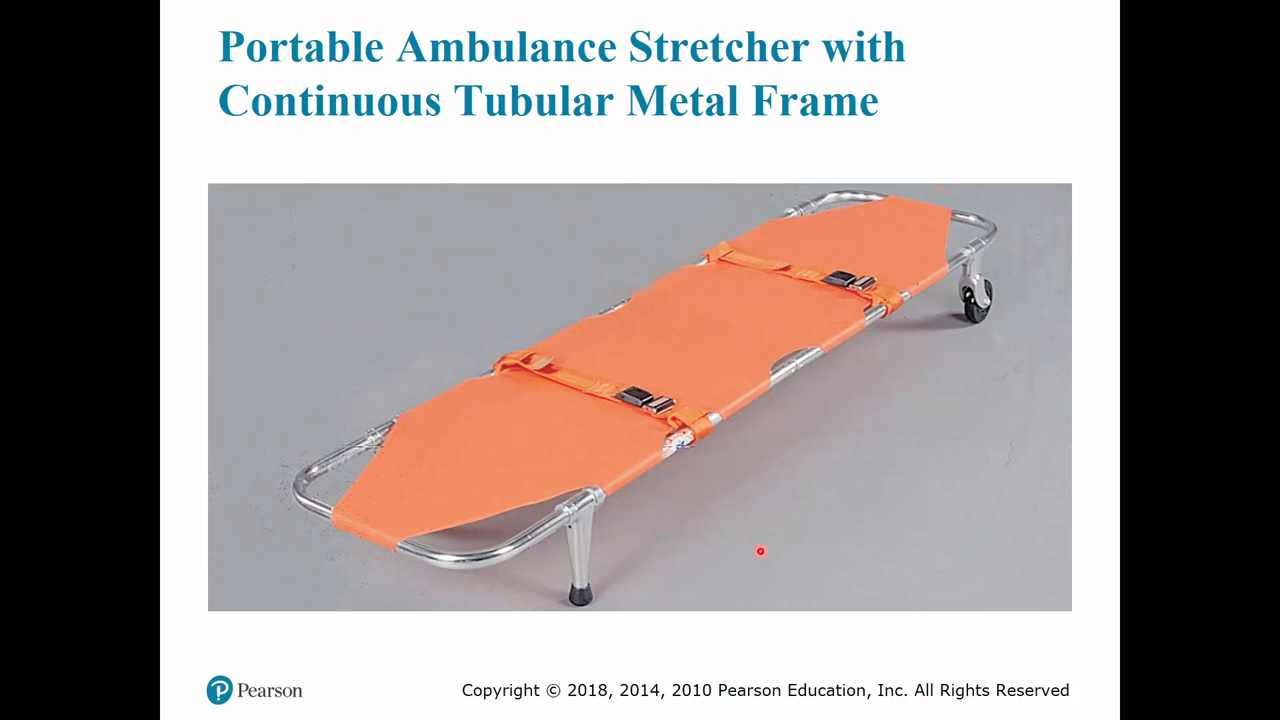 Portable Ambulance Stretcher with
Continuous Tubular Metal Frame
Pearson
Copyright © 2018, 2014, 2010 Pearson Education, Inc. All Rights Reserved